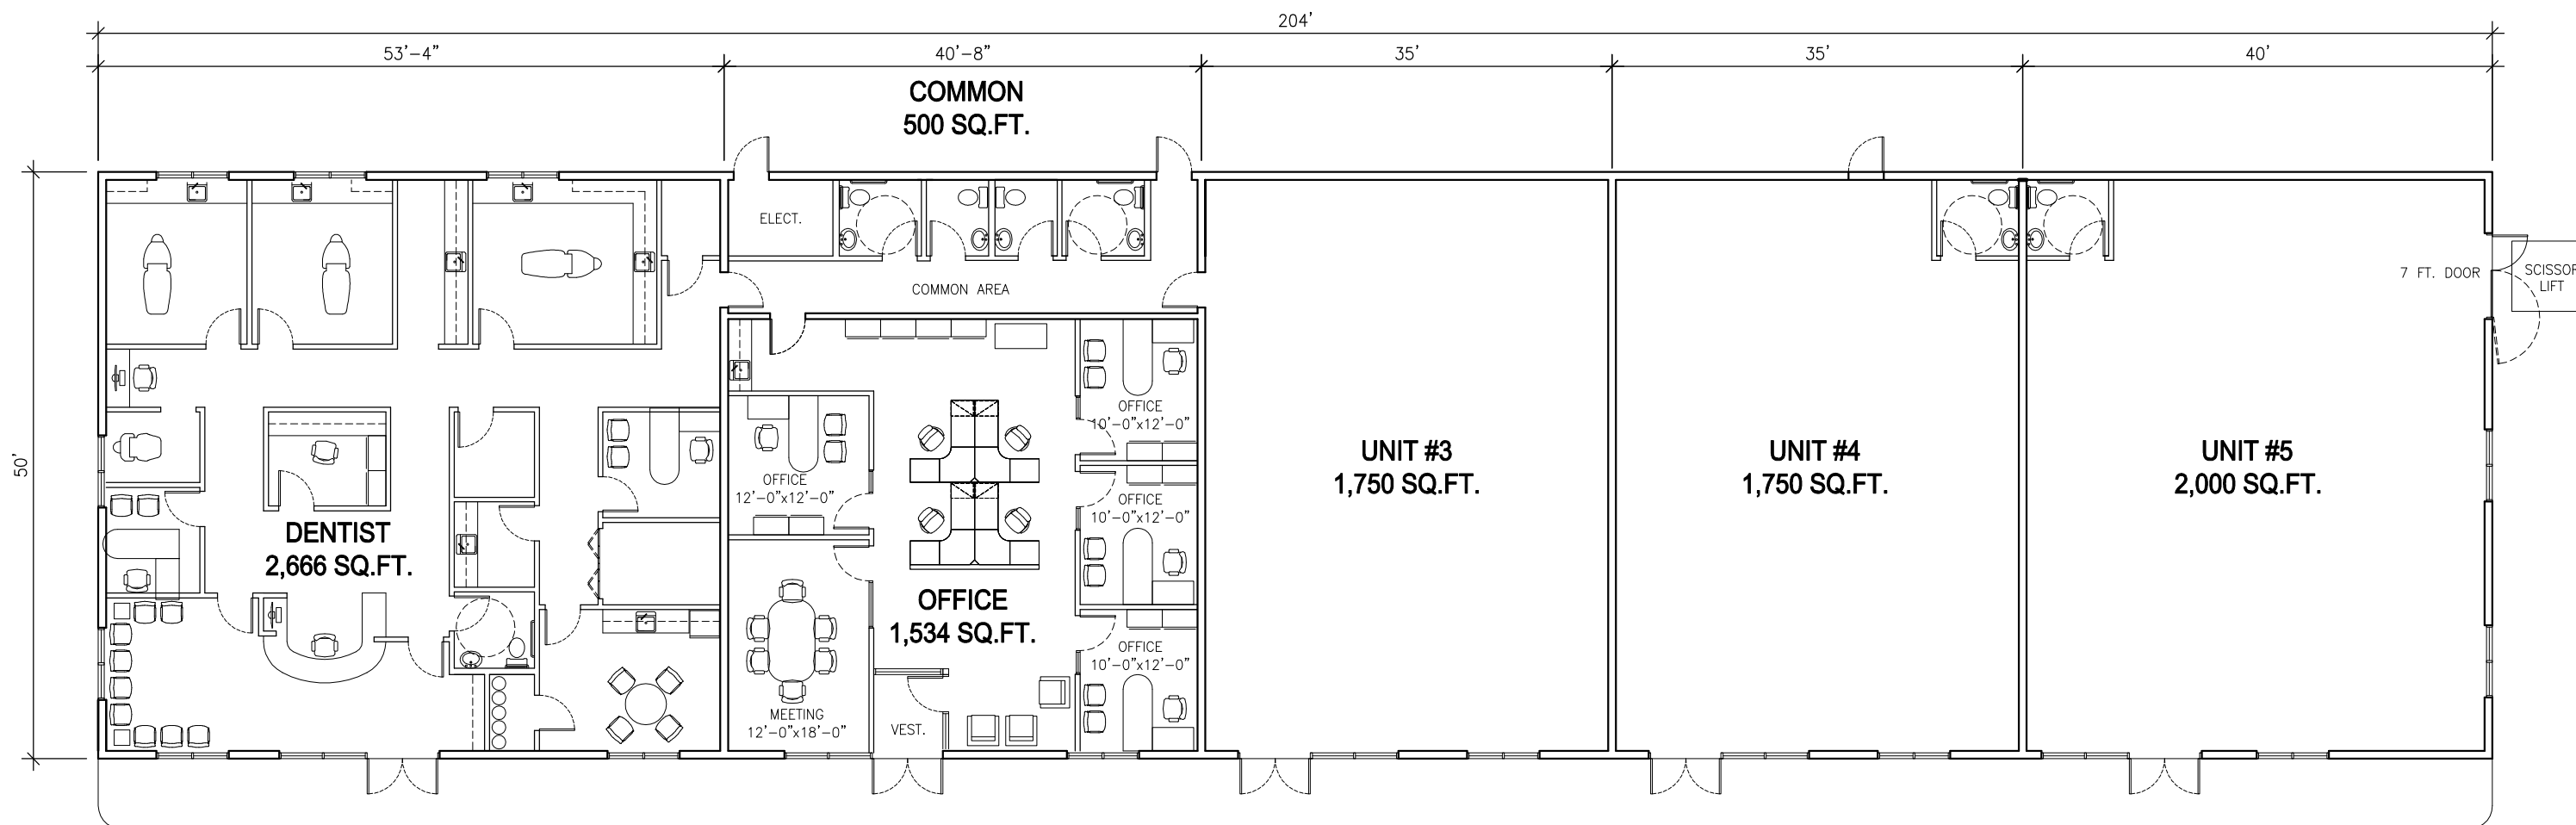 204'
53'-4"
40'-8"
35'
35'
40'
COMMON
500 SQ.FT.
50'
ELECT.
COMMON AREA
7 FT. DOOR
SCISSOR
LIFT
DENTIST
2,666 SQ.FT.
OFFICE
12'-0"x12'-0"
MEETING
12'-0"x18'-0"
VEST.
OFFICE
1,534 SQ.FT.
OFFICE
10'-0"x12'-0"
OFFICE
10'-0"x12'-0"
OFFICE
10'-0"x12'-0"
UNIT #3
1,750 SQ.FT.
UNIT #4
1,750 SQ.FT.
UNIT #5
2,000 SQ.FT.